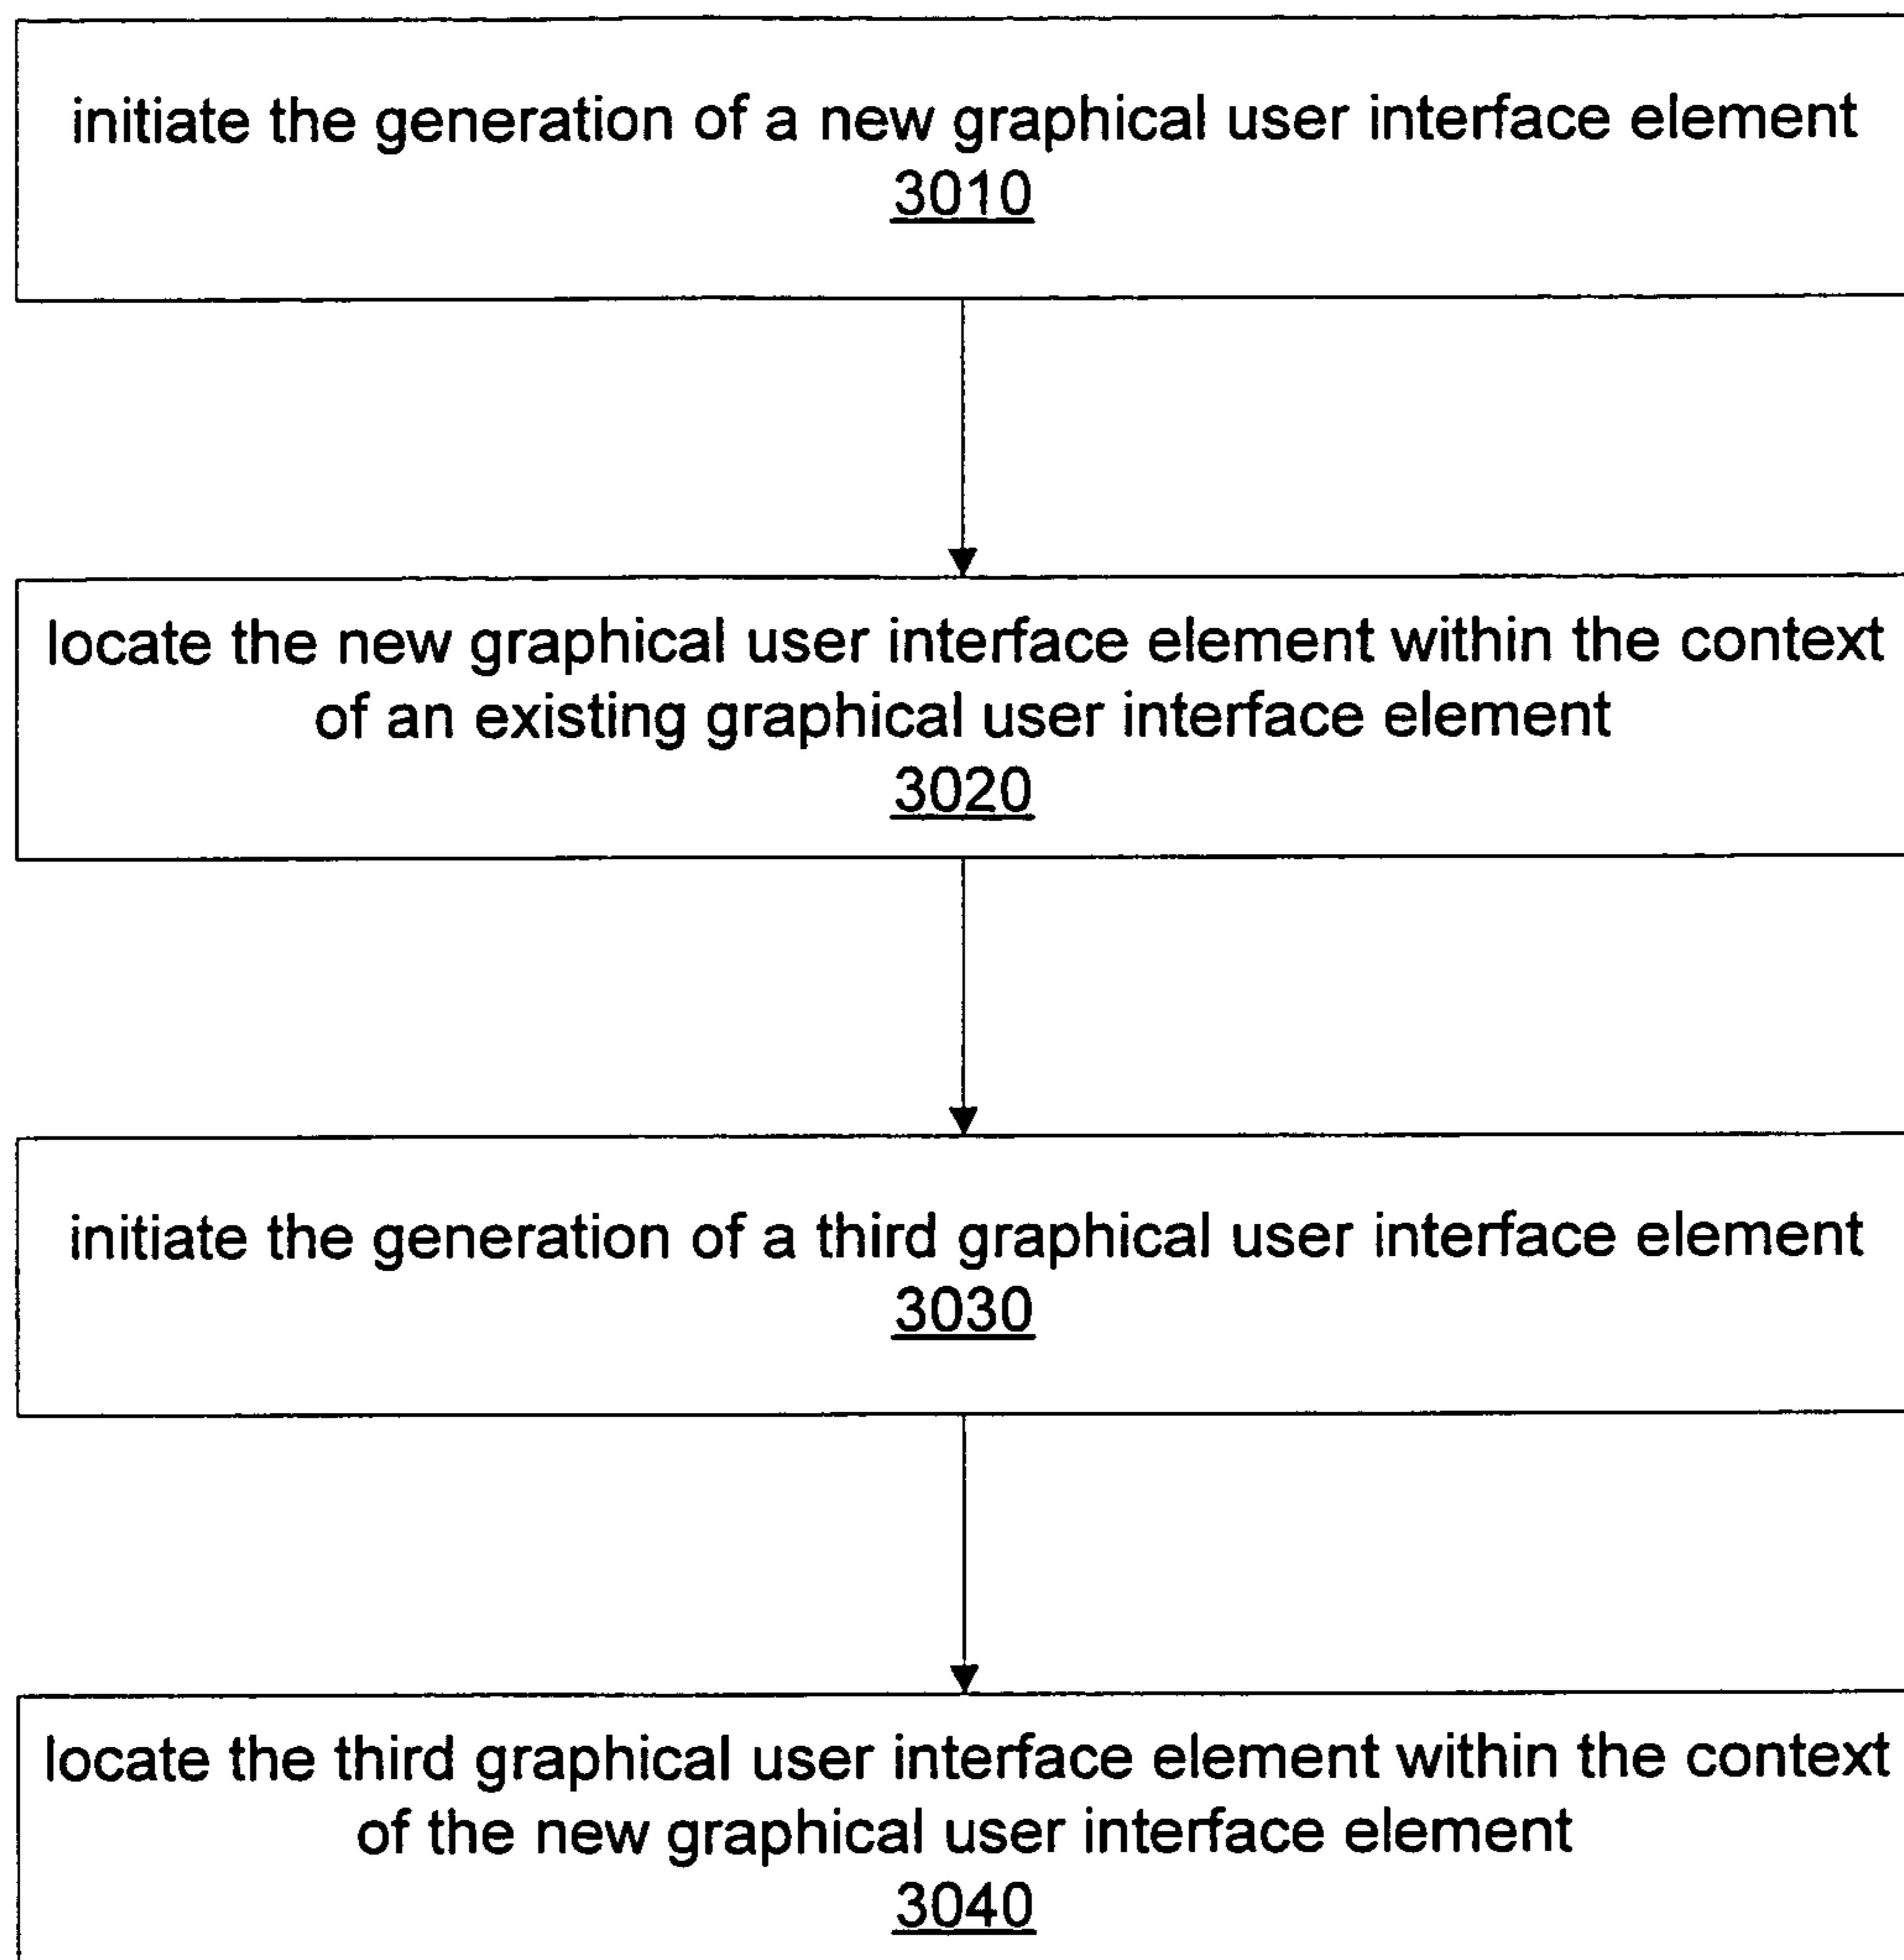 initiate the generation of a new graphical user interface element
3010
locate the new graphical user interface element within the context
of an existing graphical user interface element
3020
initiate the generation of a third graphical user interface element
3030
locate the third graphical user interface element within the context
of the new graphical user interface element
3040